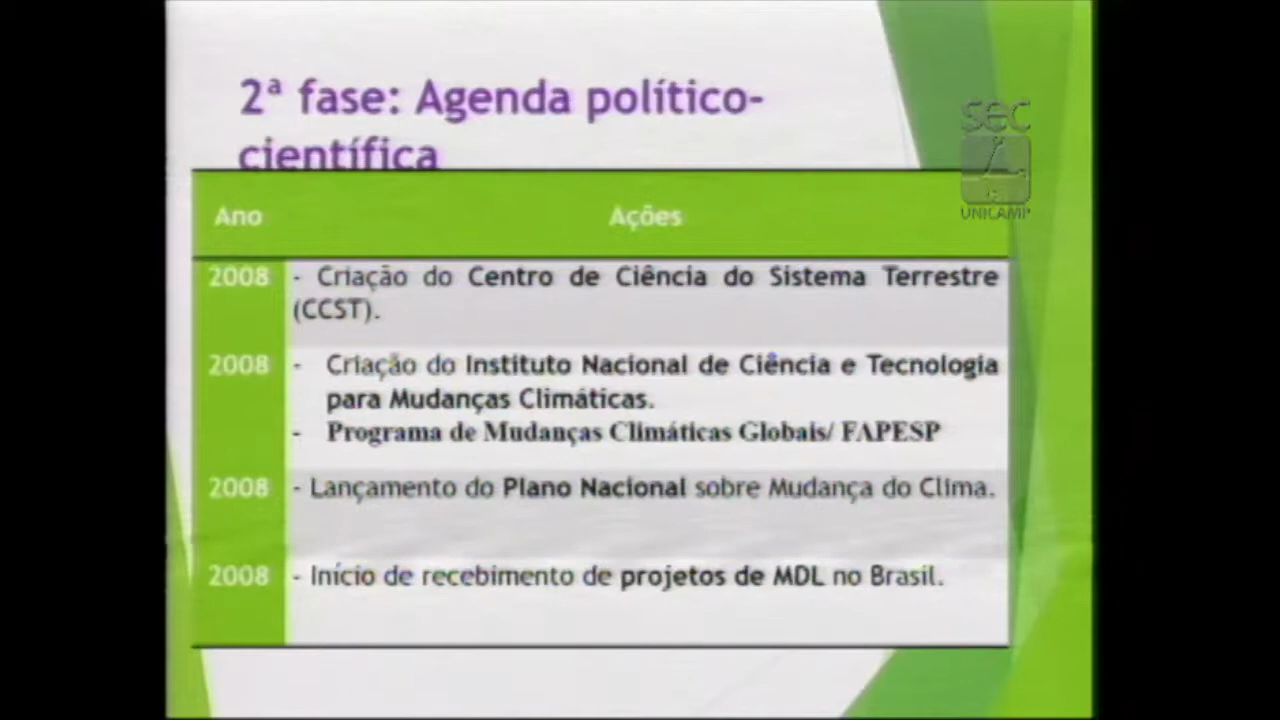 2ª fase: Agenda político-
científica
sec
UNICAMP
Ano Ações
2008 - Criação do Centro de Ciência do Sistema Terrestre
(CCST).
2008 - Criação do Instituto Nacional de Ciência e Tecnologia
para Mudanças Climáticas.
- Programa de Mudanças Climáticas Globais/ FAPESP
2008 - Lançamento do Plano Nacional sobre Mudança do Clima.
2008 - Início de recebimento de projetos de MDL no Brasil.